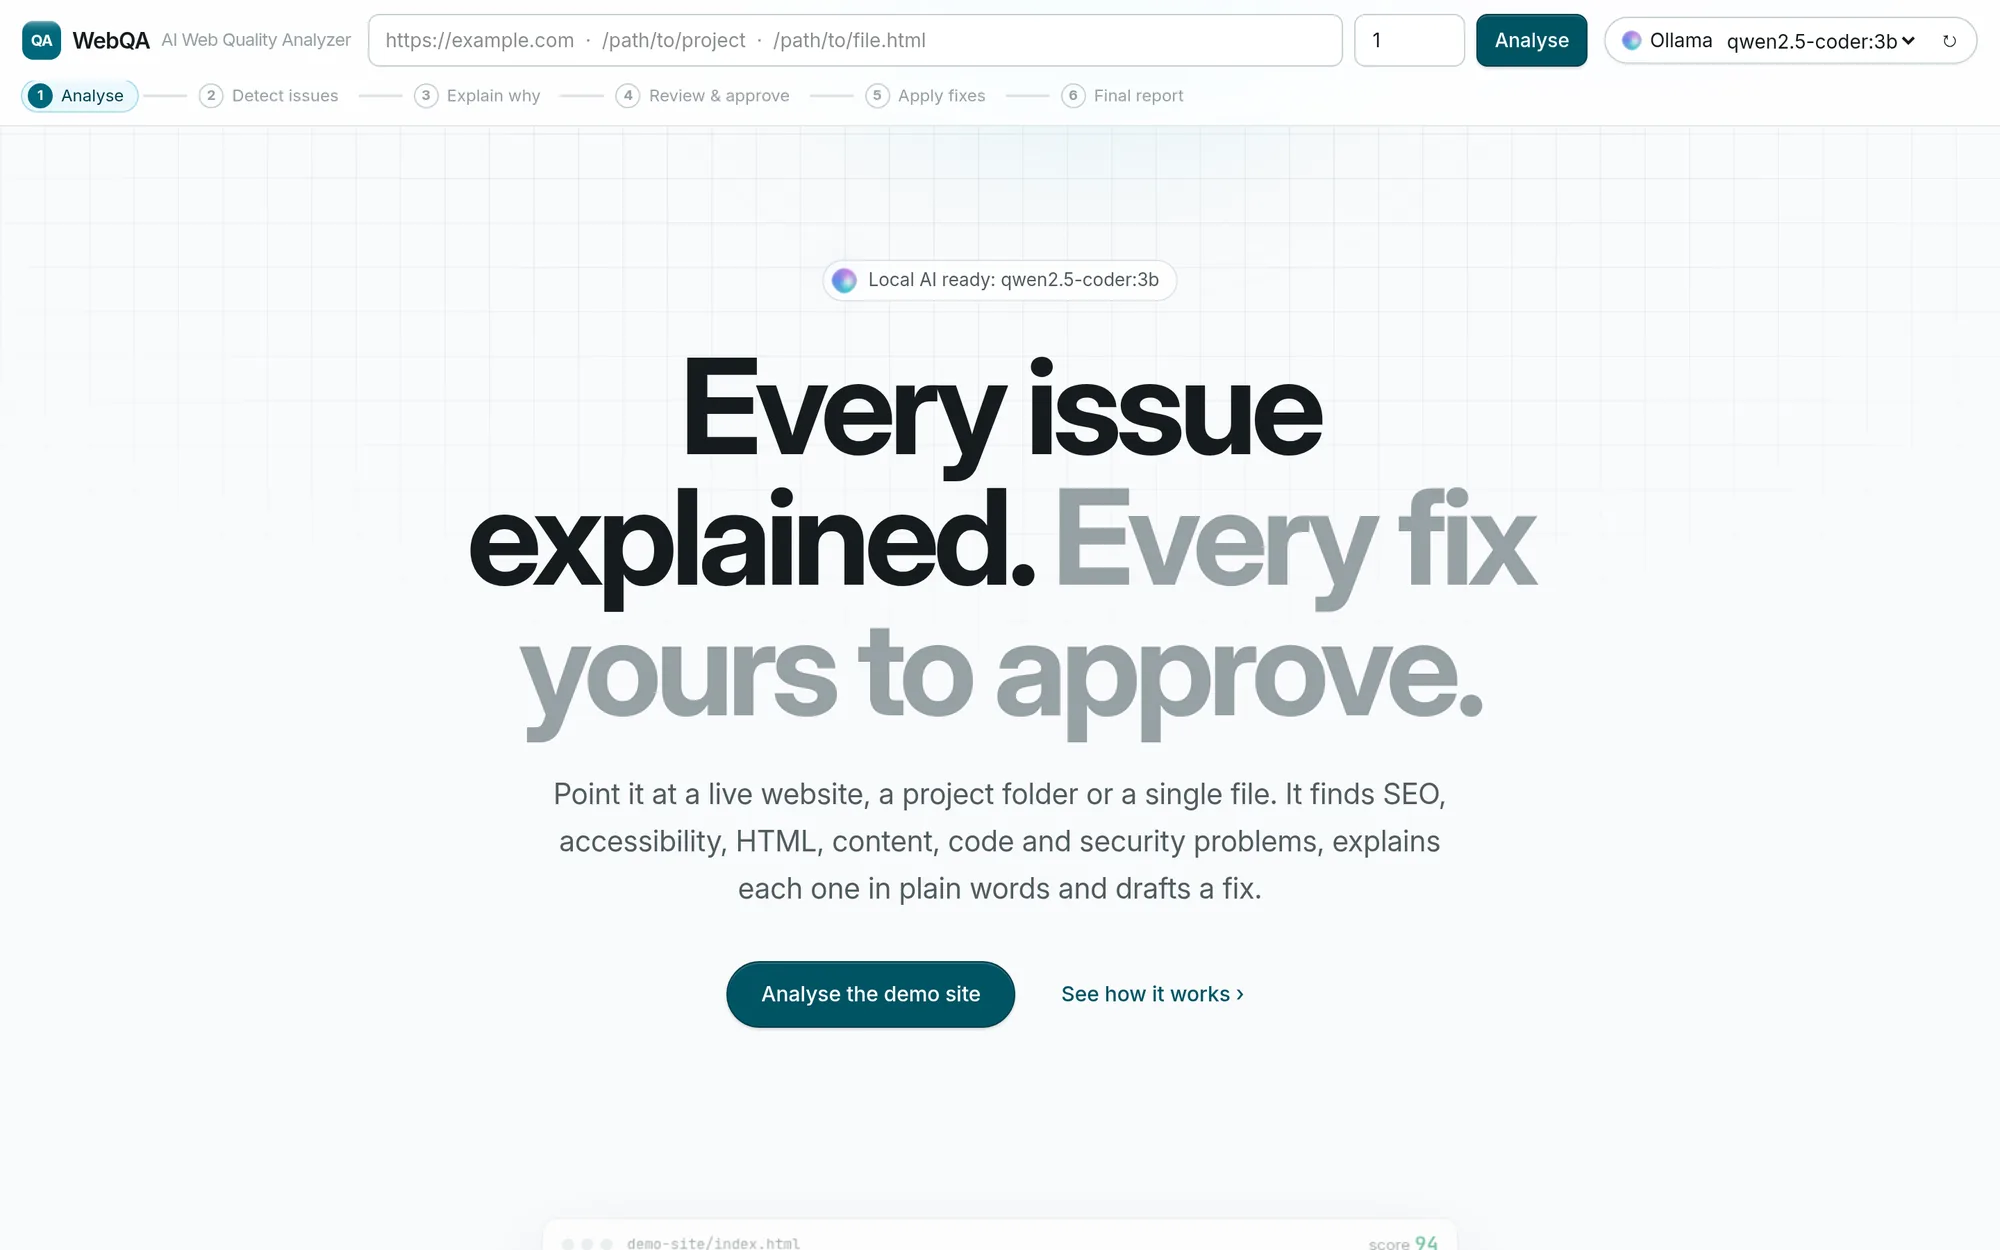 QA WebQA AI Web Quality Analyzer https://example.com · /path/to/project · /path/to/file.html 1 Analyse Ollama qwen2.5-coder:3b ↻
1 Analyse 2 Detect issues 3 Explain why 4 Review & approve 5 Apply fixes 6 Final report
Local AI ready: qwen2.5-coder:3b
Every issue
explained. Every fix
yours to approve.
Point it at a live website, a project folder or a single file. It finds SEO,
accessibility, HTML, content, code and security problems, explains
each one in plain words and drafts a fix.
Analyse the demo site See how it works ›
demo-site/index.html score 94